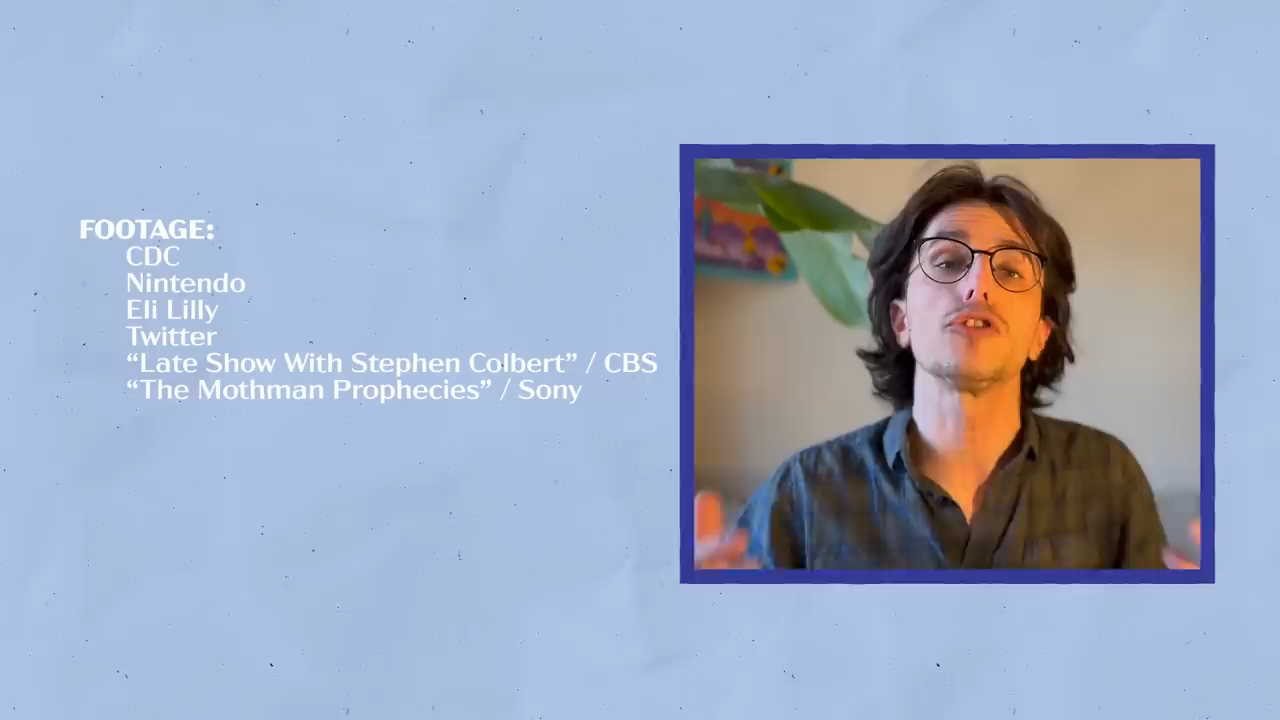 FOOTAGE:
CDC
Nintendo
Eli Lilly
Twitter
“Late Show With Stephen Colbert” / CBS
“The Mothman Prophecies” / Sony